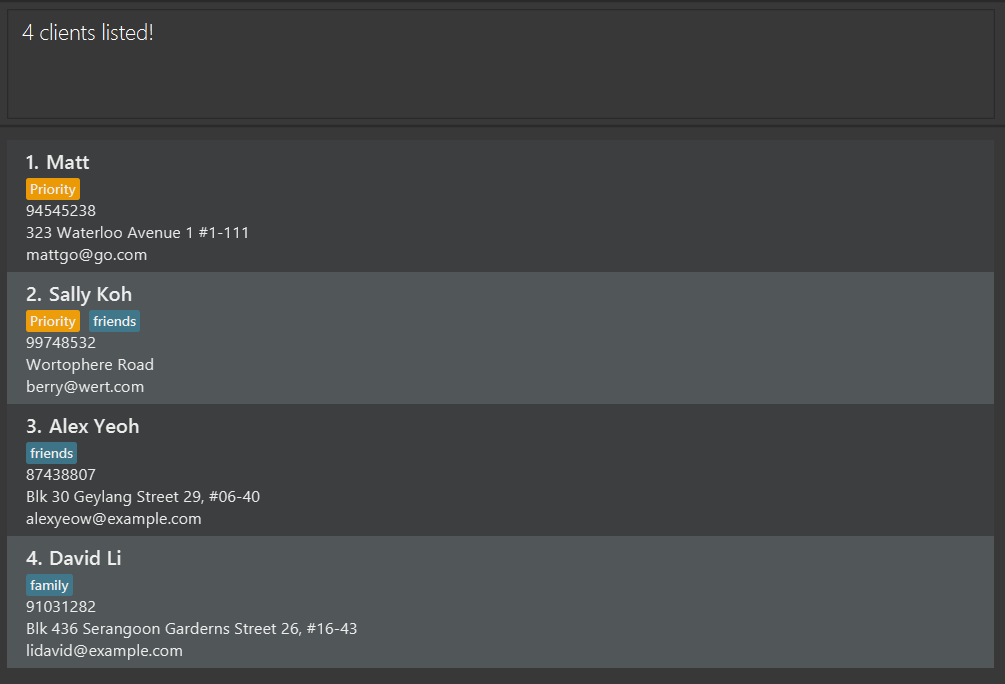 4 clients listed!
1. Matt
Priority
94545238
323 Waterloo Avenue 1 #1-111
mattgo@go.com
2. Sally Koh
Priority friends
99748532
Wortophere Road
berry@wert.com
3. Alex Yeoh
friends
87438807
Blk 30 Geylang Street 29, #06-40
alexyeow@example.com
4. David Li
family
91031282
Blk 436 Serangoon Garderns Street 26, #16-43
lidavid@example.com